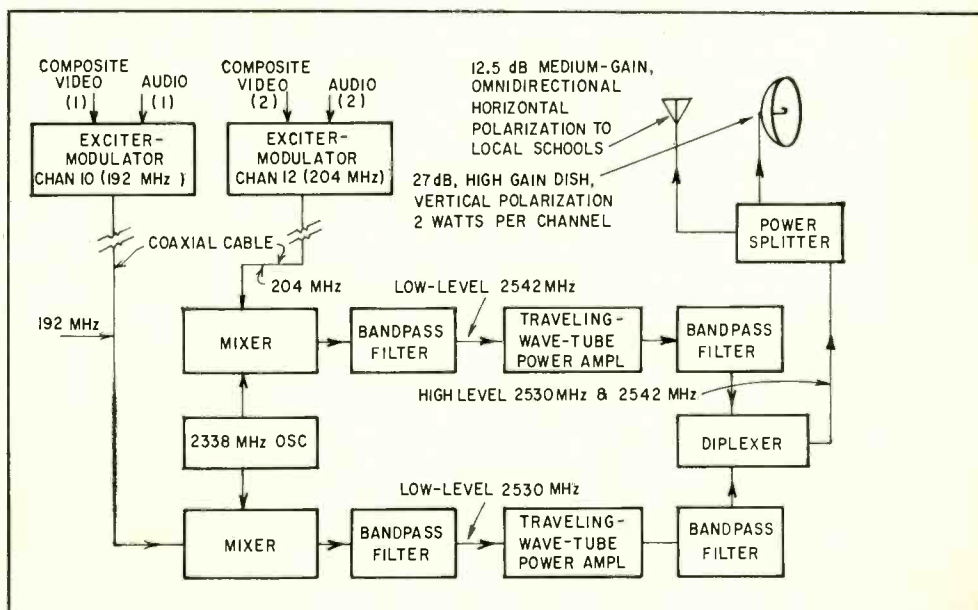 COMPOSITE
VIDEO
(1)
AUDIO
(1)
COMPOSITE
VIDEO
(2)
AUDIO
(2)
EXCITER-
MODULATOR
CHAN 10 (192 MHz )
EXCITER-
MODULATOR
CHAN 12 (204 MHz)
12.5 dB MEDIUM-GAIN,
OMNIDIRECTIONAL
HORIZONTAL
POLARIZATION TO
LOCAL SCHOOLS
27dB, HIGH GAIN DISH,
VERTICAL POLARIZATION
2 WATTS PER CHANNEL
POWER
SPLITTER
COAXIAL CABLE
204 MHz
192 MHz
LOW-LEVEL 2542MHz
MIXER
BANDPASS
FILTER
TRAVELING-
WAVE-TUBE
POWER AMPL
BANDPASS
FILTER
HIGH LEVEL 2530MHz & 2542 MHz
2338 MHz OSC
DIPLEXER
LOW-LEVEL 2530 MHz
MIXER
BANDPASS
FILTER
TRAVELING-
WAVE-TUBE
POWER AMPL
BANDPASS
FILTER